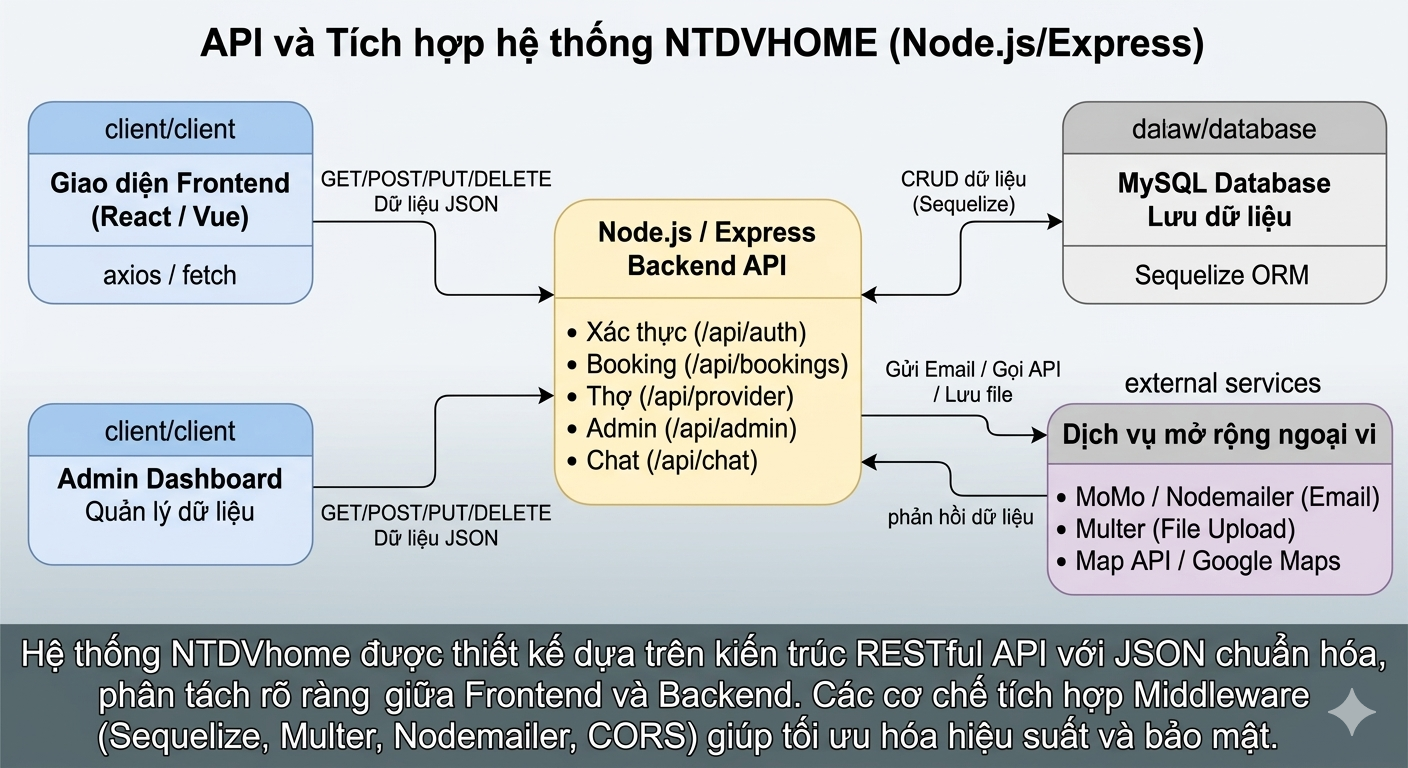 API và Tích hợp hệ thống NTDVHOME (Node.js/Express)
client/client
Giao diện Frontend
(React / Vue)
axios / fetch
GET/POST/PUT/DELETE
Dữ liệu JSON
client/client
Admin Dashboard
Quản lý dữ liệu
GET/POST/PUT/DELETE
Dữ liệu JSON
Node.js / Express
Backend API
• Xác thực (/api/auth)
• Booking (/api/bookings)
• Thợ (/api/provider)
• Admin (/api/admin)
• Chat (/api/chat)
CRUD dữ liệu
(Sequelize)
dalaw/database
MySQL Database
Lưu dữ liệu
Sequelize ORM
Gửi Email / Gọi API
/ Lưu file
phản hồi dữ liệu
external services
Dịch vụ mở rộng ngoại vi
• MoMo / Nodemailer (Email)
• Multer (File Upload)
• Map API / Google Maps
Hệ thống NTDVhome được thiết kế dựa trên kiến trúc RESTful API với JSON chuẩn hóa,
phân tách rõ ràng giữa Frontend và Backend. Các cơ chế tích hợp Middleware
(Sequelize, Multer, Nodemailer, CORS) giúp tối ưu hóa hiệu suất và bảo mật.